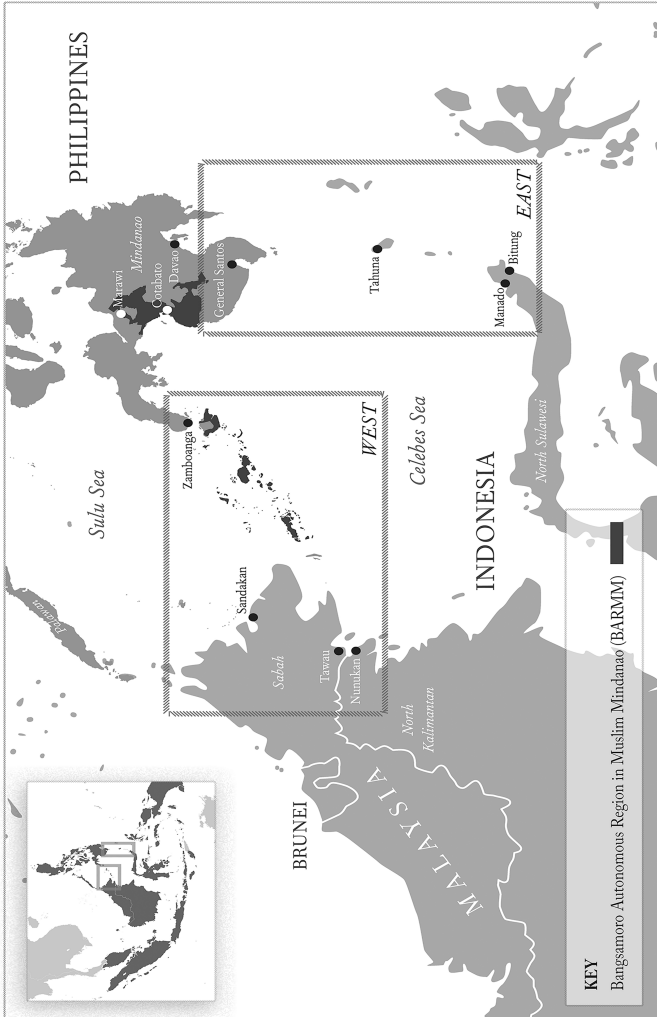 PHILIPPINES
Sulu Sea
Palawan
Marawi
Mindanao
Cotabato
Davao
General Santos
Zamboanga
WEST
EAST
Sandakan
Sabah
Tawau
Nunukan
Celebes Sea
Tahuna
Manado
Bitung
BRUNEI
MALAYSIA
North
Kalimantan
INDONESIA
North Sulawesi
KEY
Bangsamoro Autonomous Region in Muslim Mindanao (BARMM)